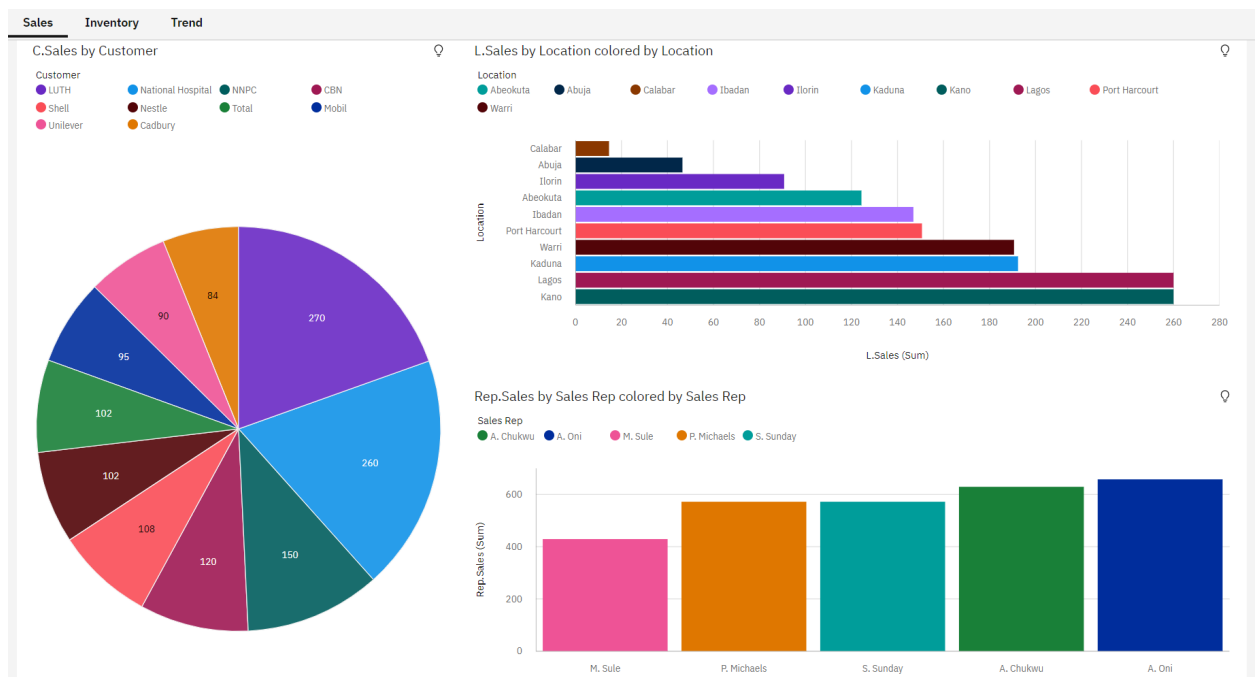 Sales Inventory Trend
C.Sales by Customer
Customer
LUTH National Hospital NNPC CBN
Shell Nestle Total Mobil
Unilever Cadbury
84
90
270
95
102
260
102
108
150
120
L.Sales by Location colored by Location
Location
Abeokuta Abuja Calabar Ibadan Ilorin Kaduna Kano Lagos Port Harcourt
Warri
Location
Calabar
Abuja
Ilorin
Abeokuta
Ibadan
Port Harcourt
Warri
Kaduna
Lagos
Kano
0 20 40 60 80 100 120 140 160 180 200 220 240 260 280
L.Sales (Sum)
Rep.Sales by Sales Rep colored by Sales Rep
Sales Rep
A. Chukwu A. Oni M. Sule P. Michaels S. Sunday
Rep.Sales (Sum)
600
400
200
0
M. Sule P. Michaels S. Sunday A. Chukwu A. Oni